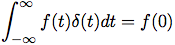 ∫_{-∞}^{∞} f(t)δ(t)dt = f(0)